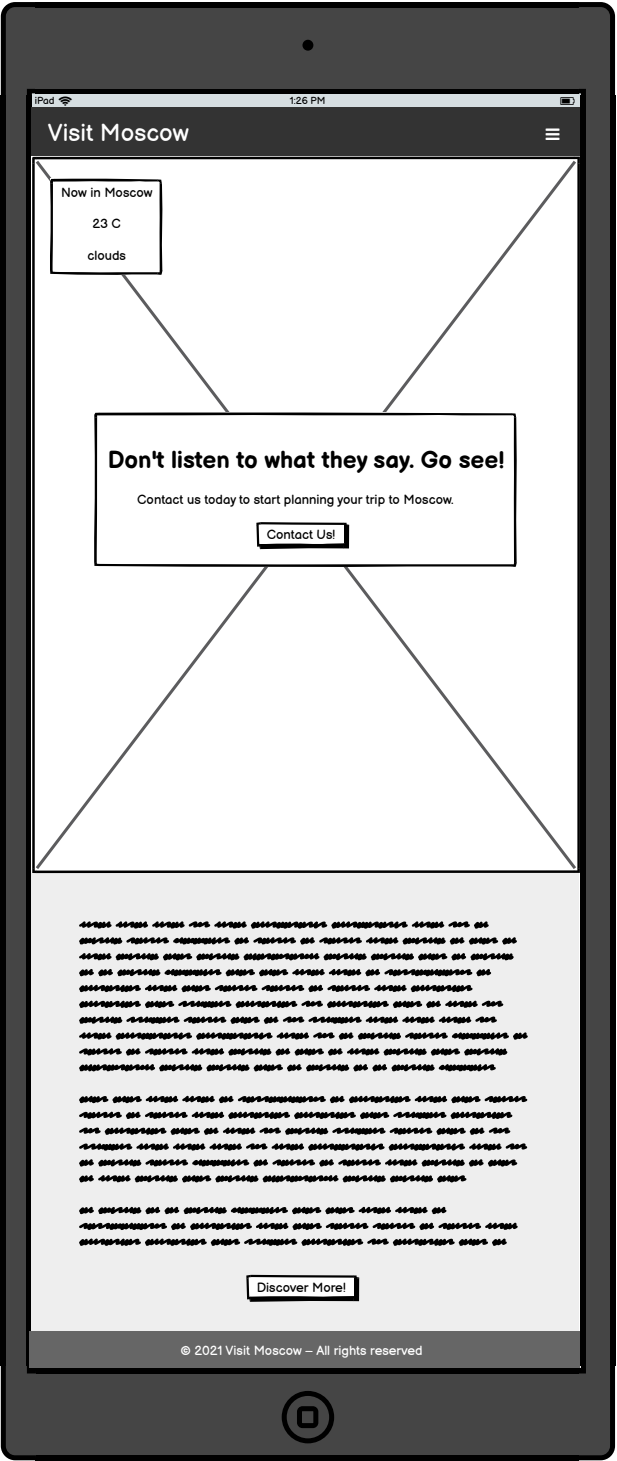 iPad 1:26 PM
Visit Moscow
Now in Moscow
23 C
clouds
Don't listen to what they say. Go see!
Contact us today to start planning your trip to Moscow.
Contact Us!
Discover More!
© 2021 Visit Moscow – All rights reserved